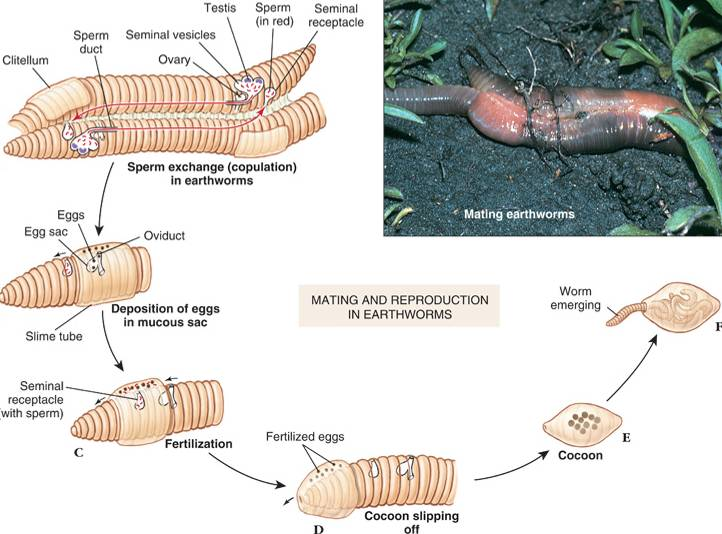 Testis
Sperm
(in red)
Seminal
receptacle
Sperm
duct
Seminal vesicles
Ovary
Clitellum
Sperm exchange (copulation)
in earthworms
Mating earthworms
Eggs
Egg sac
Oviduct
Deposition of eggs
in mucous sac
Slime tube
MATING AND REPRODUCTION
IN EARTHWORMS
Worm
emerging
F
Seminal
receptacle
(with sperm)
C
Fertilization
Fertilized eggs
D
Cocoon slipping
off
E
Cocoon